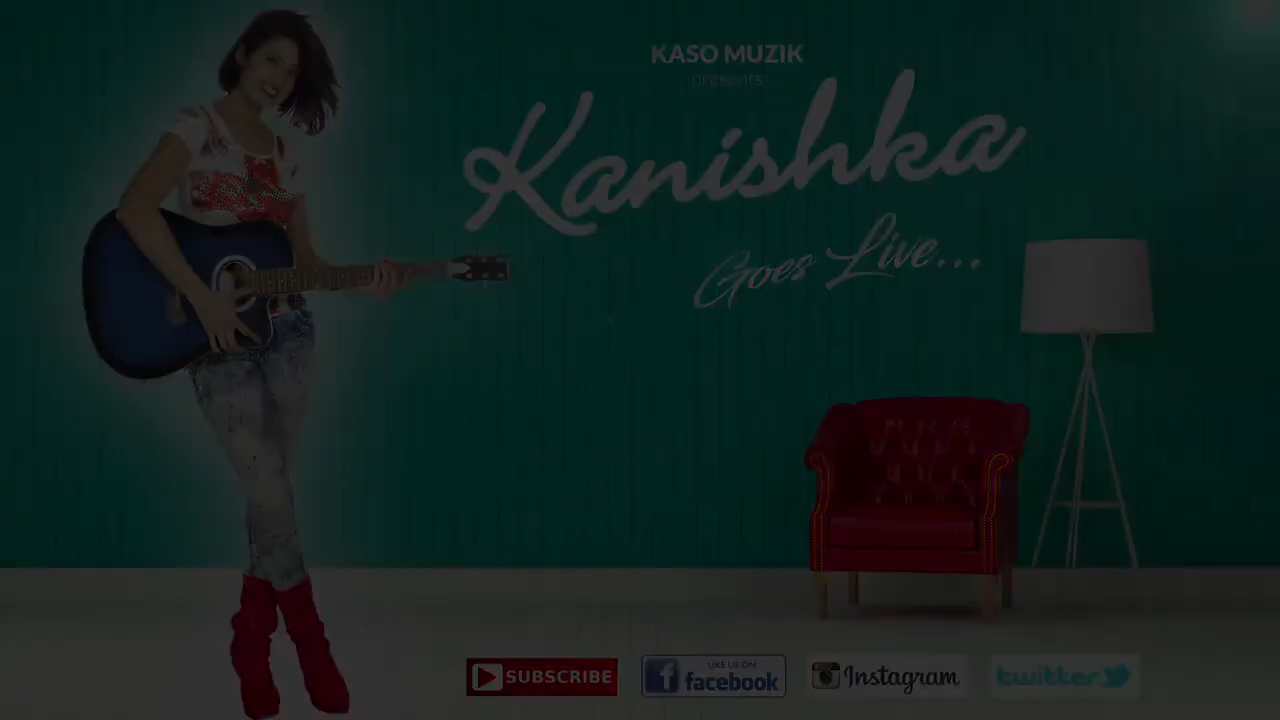 KASO MUZIK
presents
Kanishka
Goes Live...
SUBSCRIBE
LIKE US ON
facebook
Instagram
twitter